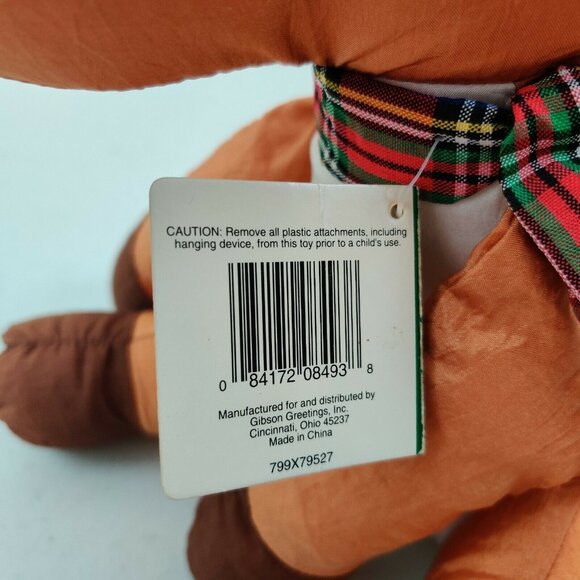 CAUTION: Remove all plastic attachments, including
hanging device, from this toy prior to a child's use.
0 84172 08493 8
Manufactured for and distributed by
Gibson Greetings, Inc.
Cincinnati, Ohio 45237
Made in China
799X79527